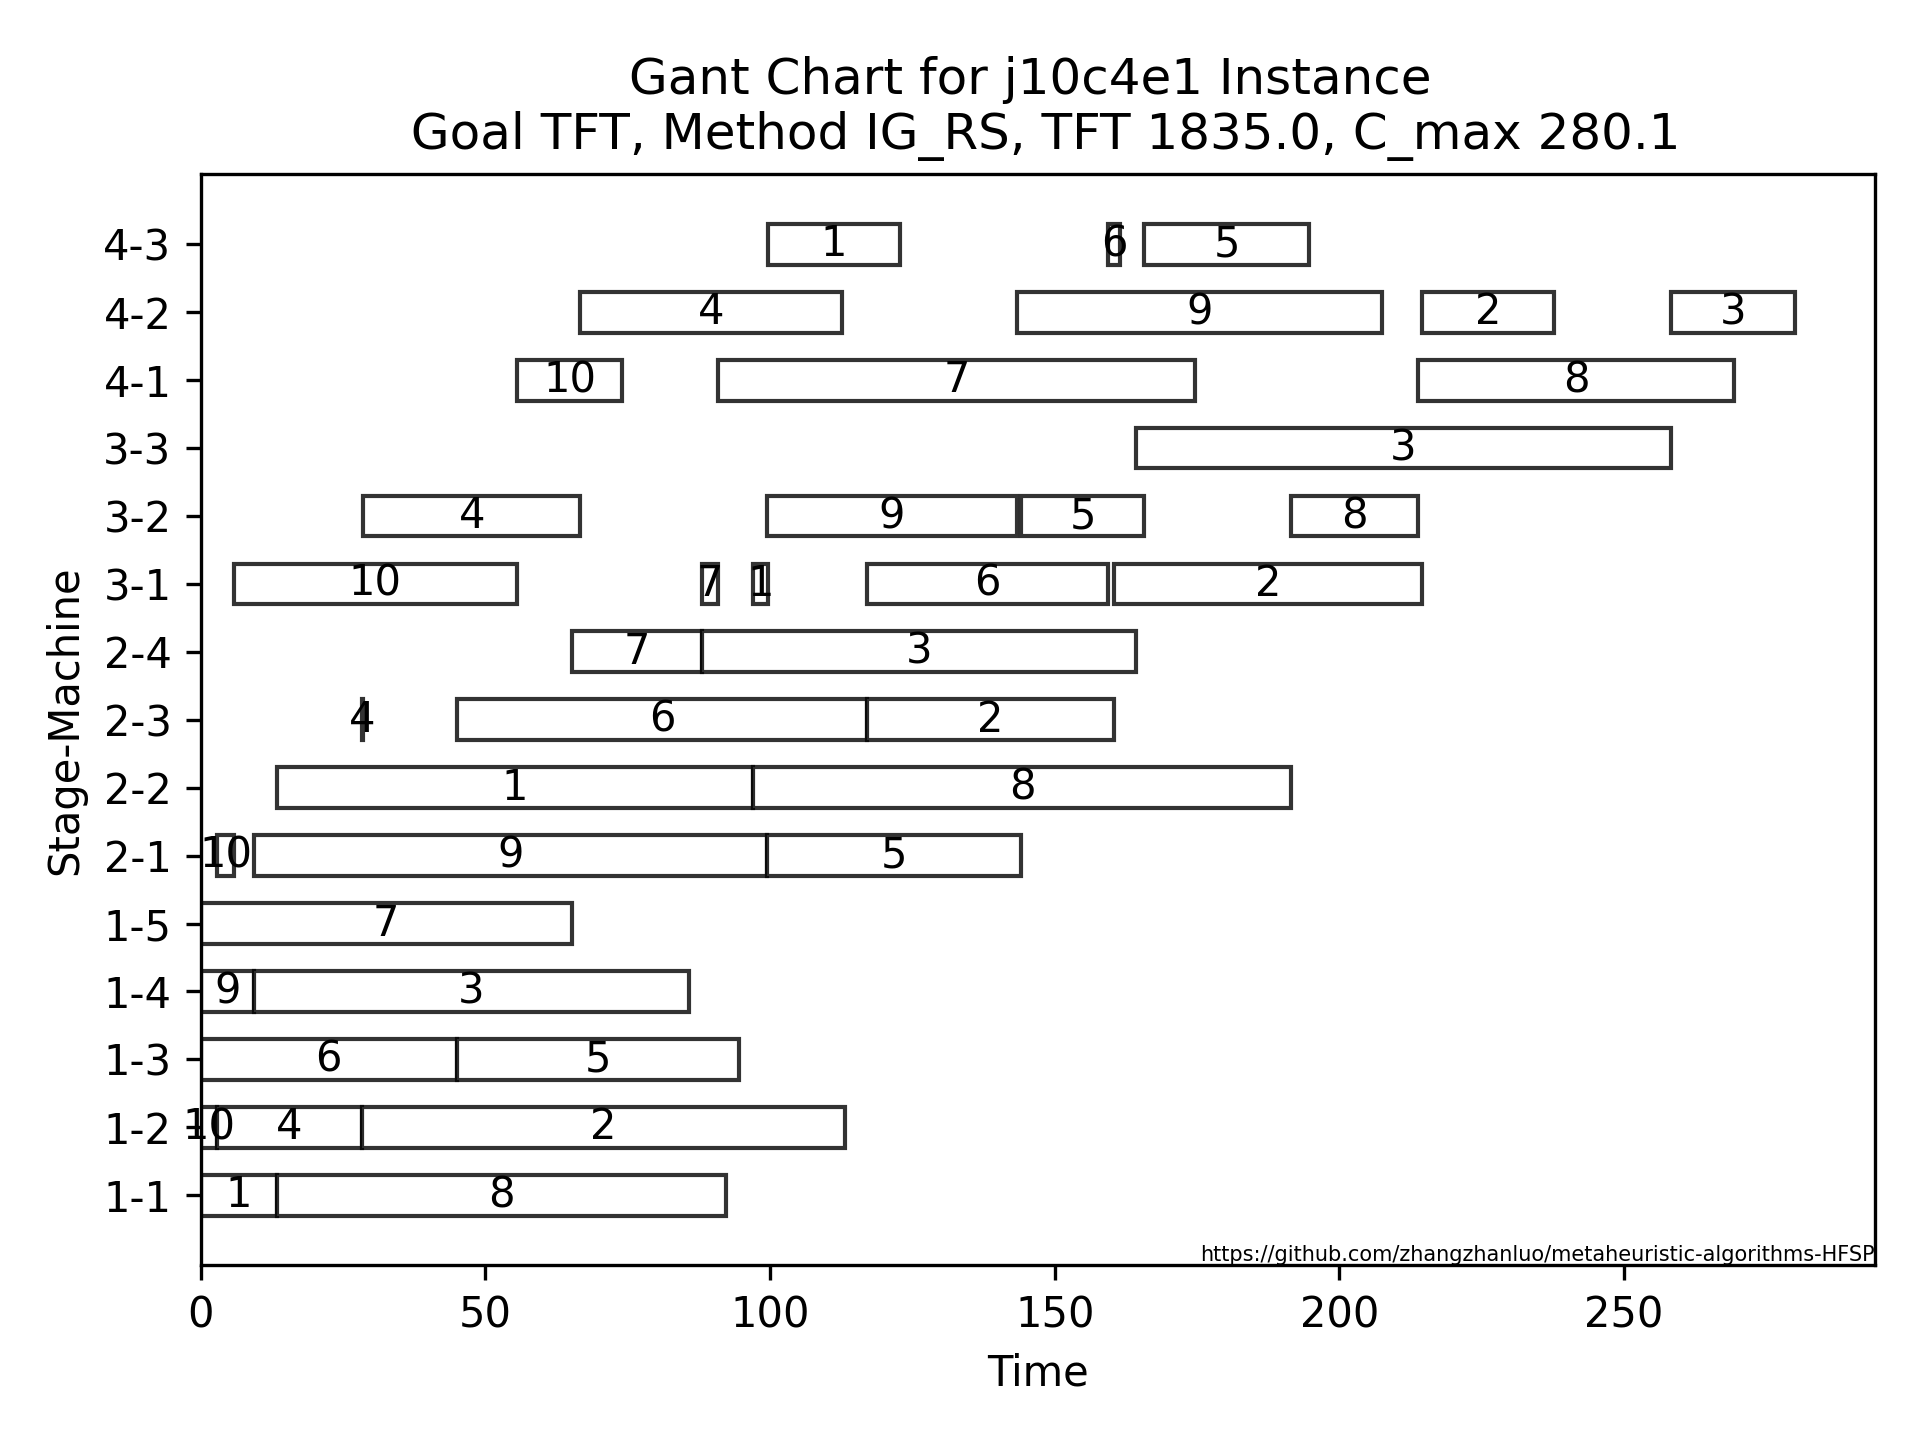 Gant Chart for j10c4e1 Instance
Goal TFT, Method IG_RS, TFT 1835.0, C_max 280.1
Stage-Machine
4-3 1 6 5
4-2 4 9 2 3
4-1 10 7 8
3-3 3
3-2 4 9 5 8
3-1 10 7 1 6 2
2-4 7 3
2-3 4 6 2
2-2 1 8
2-1 10 9 5
1-5 7
1-4 9 3
1-3 6 5
1-2 10 4 2
1-1 1 8
https://github.com/zhangzhanluo/metaheuristic-algorithms-HFSP
0 50 100 150 200 250
Time